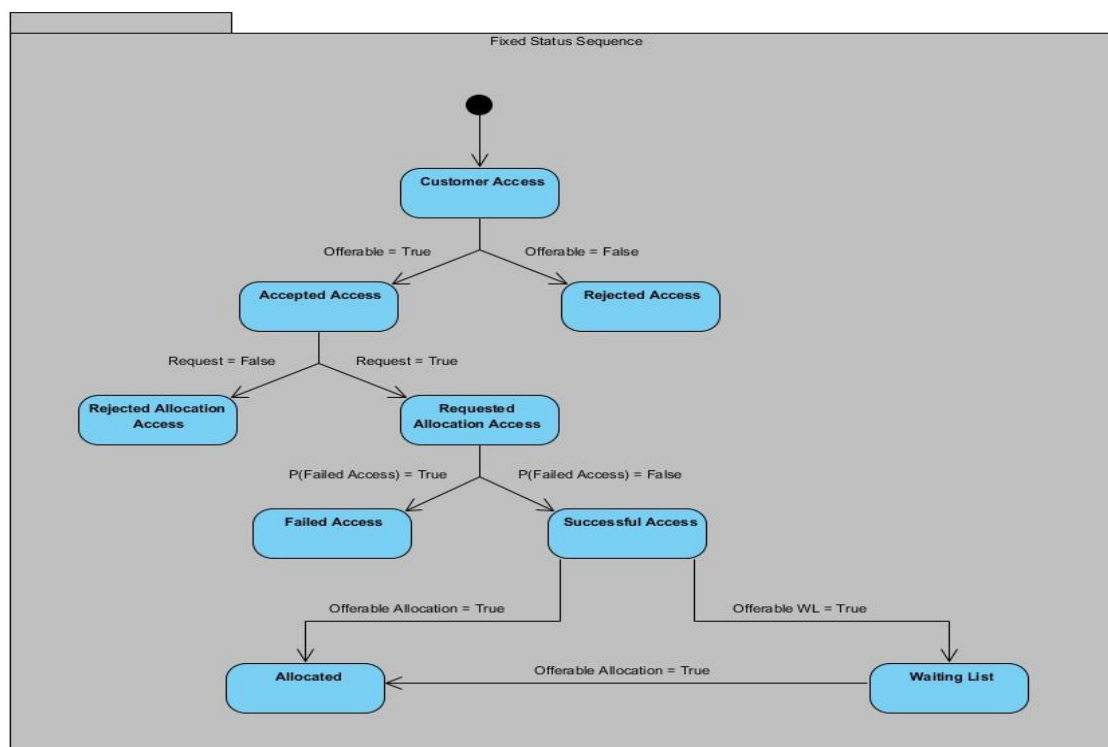 Fixed Status Sequence
Customer Access
Offerable = True
Offerable = False
Accepted Access
Rejected Access
Request = False
Request = True
Rejected Allocation
Access
Requested
Allocation Access
P(Failed Access) = True
P(Failed Access) = False
Failed Access
Successful Access
Offerable Allocation = True
Offerable WL = True
Offerable Allocation = True
Allocated
Waiting List